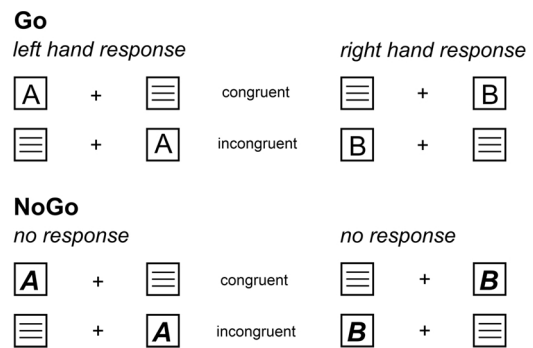 Go
left hand response right hand response
A + congruent + B
+ A incongruent B +
NoGo
no response no response
A + congruent + B
+ A incongruent B +